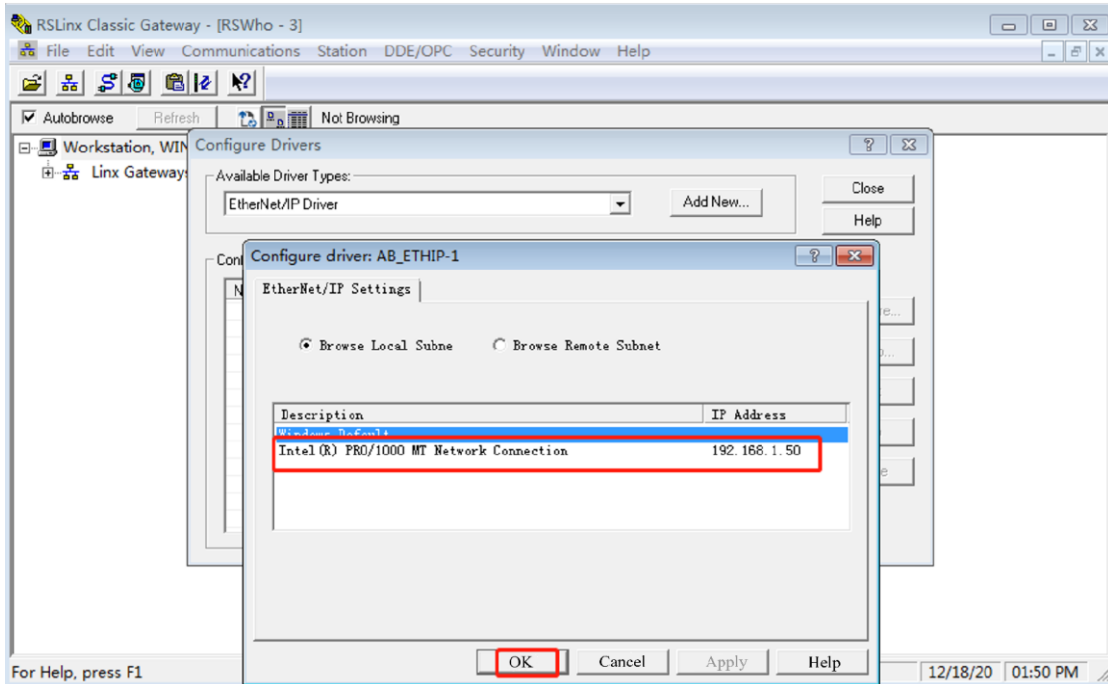 RSLinx Classic Gateway - [RSWho - 3]
File Edit View Communications Station DDE/OPC Security Window Help
Autobrowse Refresh Not Browsing
Workstation, WIN
Linx Gateway
Configure Drivers
Available Driver Types:
EtherNet/IP Driver
Add New...
Close
Help
Configure driver: AB_ETHIP-1
EtherNet/IP Settings
Browse Local Subne Browse Remote Subnet
Description IP Address
Windows Default
Intel(R) PRO/1000 MT Network Connection 192.168.1.50
OK Cancel Apply Help
For Help, press F1 12/18/20 01:50 PM